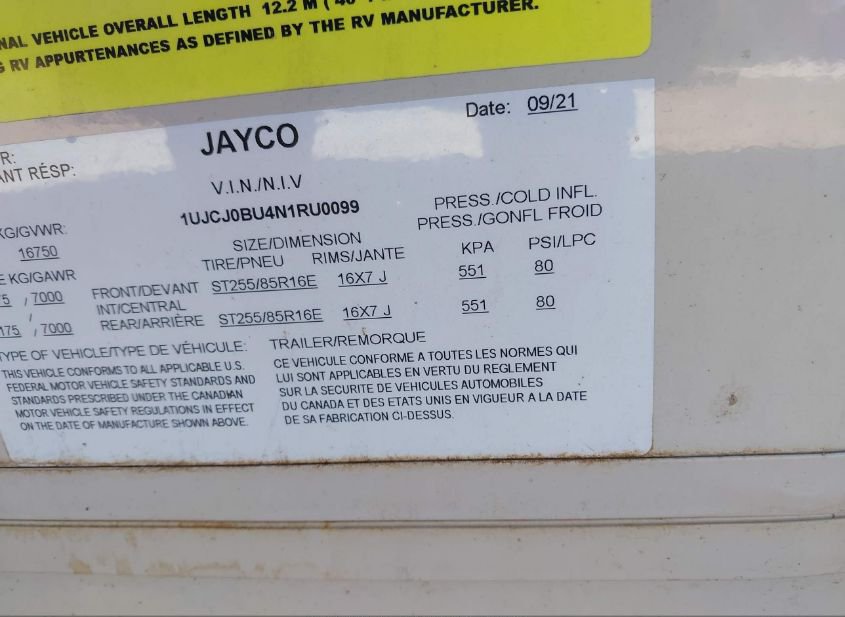 NAL VEHICLE OVERALL LENGTH 12.2 M ( 40'
RV APPURTENANCES AS DEFINED BY THE RV MANUFACTURER.
Date: 09/21
JAYCO
R:
ANT RÉSP:
V.I.N./N.I.V
1UJCJ0BU4N1RU0099
KG/GVWR:
16750
PRESS./COLD INFL.
PRESS./GONFL FROID
SIZE/DIMENSION
TIRE/PNEU RIMS/JANTE KPA PSI/LPC
E KG/GAWR
5 , 7000 FRONT/DEVANT ST255/85R16E 16X7 J 551 80
/ INT/CENTRAL
175 , 7000 REAR/ARRIÈRE ST255/85R16E 16X7 J 551 80
TYPE OF VEHICLE/TYPE DE VÉHICULE: TRAILER/REMORQUE
THIS VEHICLE CONFORMS TO ALL APPLICABLE U.S.
FEDERAL MOTOR VEHICLE SAFETY STANDARDS AND
STANDARDS PRESCRIBED UNDER THE CANADIAN
MOTOR VEHICLE SAFETY REGULATIONS IN EFFECT
ON THE DATE OF MANUFACTURE SHOWN ABOVE.
CE VEHICULE CONFORME A TOUTES LES NORMES QUI
LUI SONT APPLICABLES EN VERTU DU REGLEMENT
SUR LA SECURITE DE VEHICULES AUTOMOBILES
DU CANADA ET DES ETATS UNIS EN VIGUEUR A LA DATE
DE SA FABRICATION CI-DESSUS.